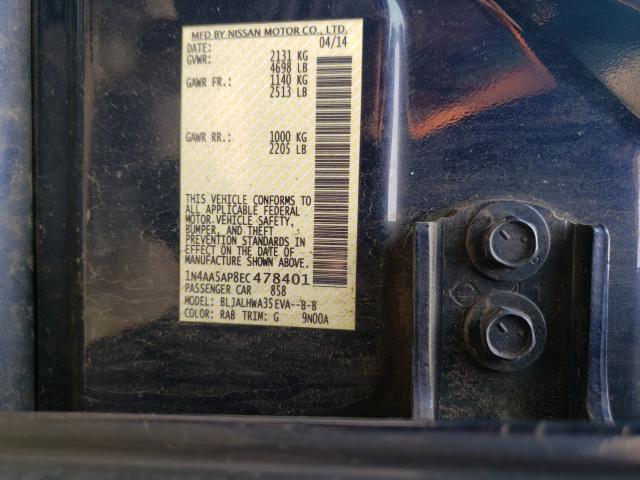 MFD BY NISSAN MOTOR CO., LTD.
DATE: 04/14
GVWR: 2131 KG
4698 LB
GAWR FR.: 1140 KG
2513 LB
GAWR RR.: 1000 KG
2205 LB
THIS VEHICLE CONFORMS TO
ALL APPLICABLE FEDERAL
MOTOR VEHICLE SAFETY,
BUMPER, AND THEFT
PREVENTION STANDARDS IN
EFFECT ON THE DATE OF
MANUFACTURE SHOWN ABOVE.
1N4AA5AP8EC478401
PASSENGER CAR 858
MODEL: BLJALHWA35EVA--B-B
COLOR: RAB TRIM: G 9N00A